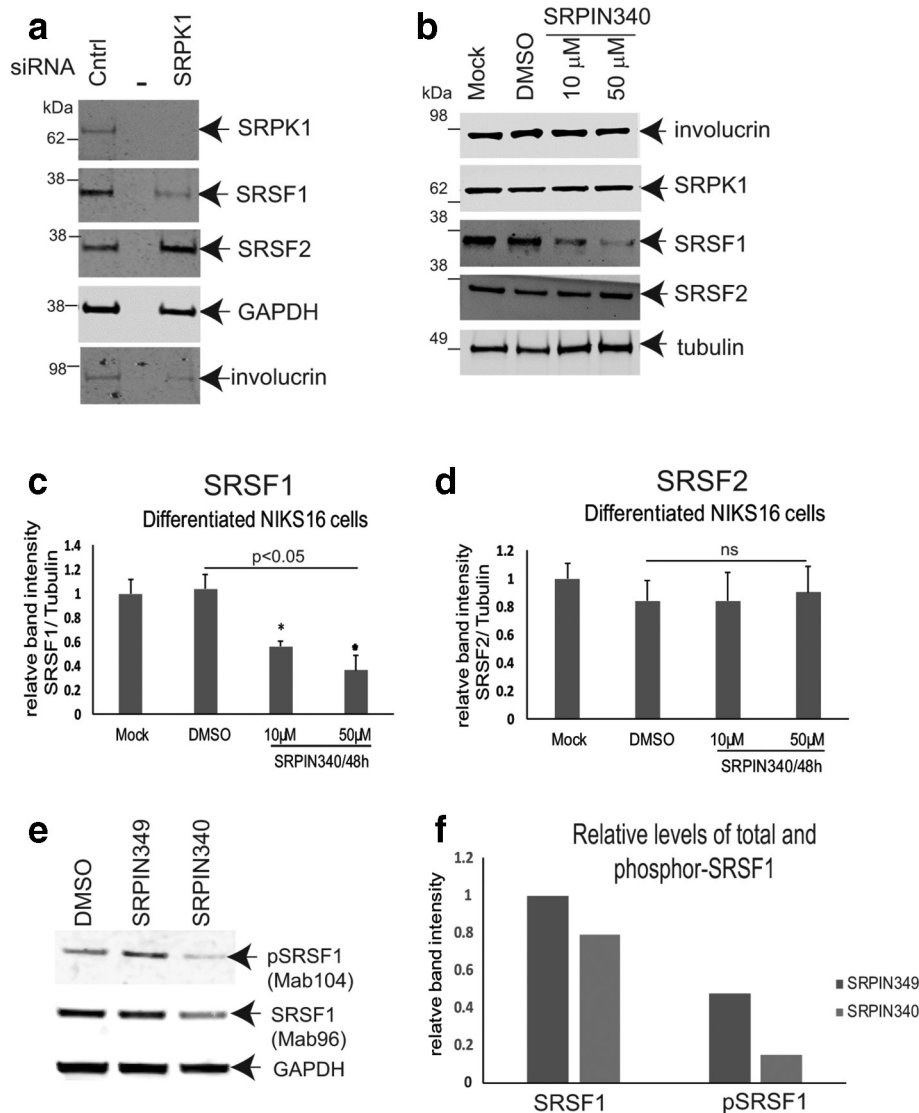 a
siRNA
Cntrl
-
SRPK1
kDa
62
SRPK1
38
SRSF1
38
SRSF2
38
GAPDH
98
involucrin
b
SRPIN340
Mock
DMSO
10 µM
50 µM
kDa
98
involucrin
62
SRPK1
38
SRSF1
38
SRSF2
49
tubulin
c
SRSF1
Differentiated NIKS16 cells
relatve band intensity
SRSF1/ Tubulin
1.4
1.2
1
0.8
0.6
0.4
0.2
0
p<0.05
*
*
Mock
DMSO
10µM
50µM
SRPIN340/48h
d
SRSF2
Differentiated NIKS16 cells
relatve band intensity
SRSF2/ Tubulin
1.2
1
0.8
0.6
0.4
0.2
0
ns
Mock
DMSO
10µM
50µM
SRPIN340/48h
e
DMSO
SRPIN349
SRPIN340
pSRSF1
(Mab104)
SRSF1
(Mab96)
GAPDH
f
Relative levels of total and
phosphor-SRSF1
relatve band intensity
1.2
1
0.8
0.6
0.4
0.2
0
SRSF1
pSRSF1
SRPIN349
SRPIN340